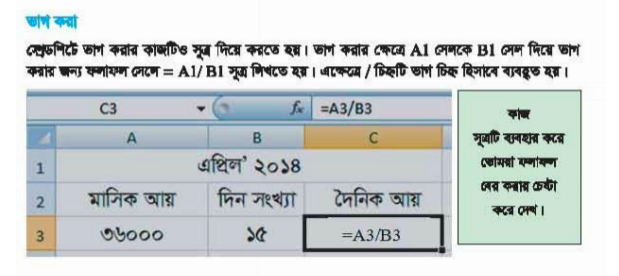 ভাগ করা
স্প্রেডশিটে ভাগ করার কাজটিও সূত্র দিয়ে করতে হয়। ভাগ করার ক্ষেত্রে A1 সেলকে B1 সেল দিয়ে ভাগ
করার জন্য ফলাফল সেলে = A1/ B1 সূত্র লিখতে হয়। এক্ষেত্রে / চিহ্নটি ভাগ চিহ্ন হিসাবে ব্যবহৃত হয়।
C3 fx =A3/B3
A B C
1 এপ্রিল' ২০১৪
2 মাসিক আয় দিন সংখ্যা দৈনিক আয়
3 ৩৬০০০ ১৫ =A3/B3
কাজ
সূত্রটি ব্যবহার করে
তোমরা ফলাফল
বের করার চেষ্টা
করে দেখ।